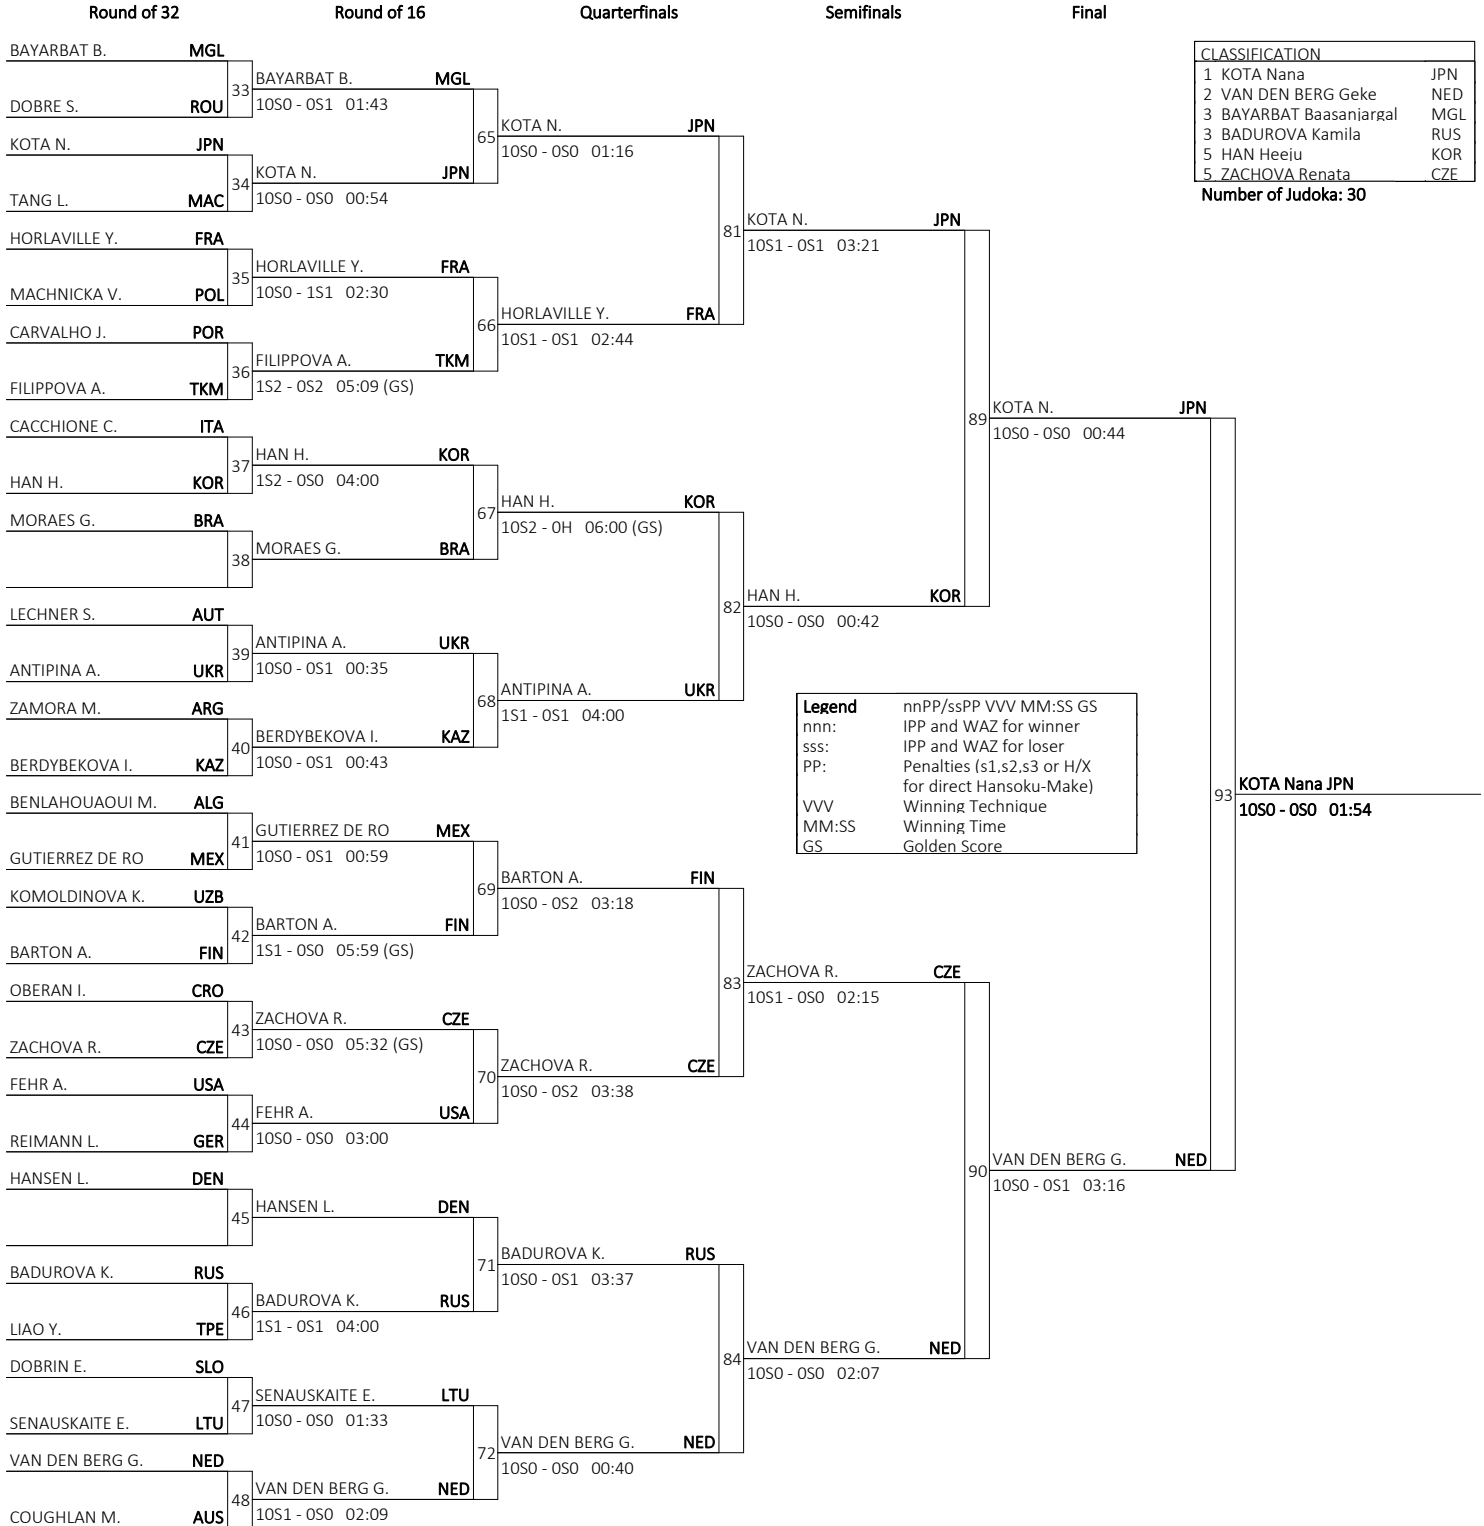 Round of 32 Round of 16 Quarterfinals Semifinals Final
BAYARBAT B. MGL
33
DOBRE S. ROU
KOTA N. JPN
34
TANG L. MAC
HORLAVILLE Y. FRA
35
MACHNICKA V. POL
CARVALHO J. POR
36
FILIPPOVA A. TKM
CACCHIONE C. ITA
37
HAN H. KOR
MORAES G. BRA
38
LECHNER S. AUT
39
ANTIPINA A. UKR
ZAMORA M. ARG
40
BERDYBEKOVA I. KAZ
BENLAHOUAOUI M. ALG
41
GUTIERREZ DE RO MEX
KOMOLDINOVA K. UZB
42
BARTON A. FIN
OBERAN I. CRO
43
ZACHOVA R. CZE
FEHR A. USA
44
REIMANN L. GER
HANSEN L. DEN
45
BADUROVA K. RUS
46
LIAO Y. TPE
DOBRIN E. SLO
47
SENAUSKAITE E. LTU
VAN DEN BERG G. NED
48
COUGHLAN M. AUS
BAYARBAT B. MGL
10S0 - 0S1 01:43
65
KOTA N. JPN
10S0 - 0S0 00:54
HORLAVILLE Y. FRA
10S0 - 1S1 02:30
66
FILIPPOVA A. TKM
1S2 - 0S2 05:09 (GS)
HAN H. KOR
1S2 - 0S0 04:00
67
MORAES G. BRA
ANTIPINA A. UKR
10S0 - 0S1 00:35
68
BERDYBEKOVA I. KAZ
10S0 - 0S1 00:43
GUTIERREZ DE RO MEX
10S0 - 0S1 00:59
69
BARTON A. FIN
1S1 - 0S0 05:59 (GS)
ZACHOVA R. CZE
10S0 - 0S0 05:32 (GS)
70
FEHR A. USA
10S0 - 0S0 03:00
HANSEN L. DEN
71
BADUROVA K. RUS
1S1 - 0S1 04:00
SENAUSKAITE E. LTU
10S0 - 0S0 01:33
72
VAN DEN BERG G. NED
10S1 - 0S0 02:09
KOTA N. JPN
10S0 - 0S0 01:16
81
HORLAVILLE Y. FRA
10S1 - 0S1 02:44
HAN H. KOR
10S2 - 0H 06:00 (GS)
82
ANTIPINA A. UKR
1S1 - 0S1 04:00
BARTON A. FIN
10S0 - 0S2 03:18
83
ZACHOVA R. CZE
10S0 - 0S2 03:38
BADUROVA K. RUS
10S0 - 0S1 03:37
84
VAN DEN BERG G. NED
10S0 - 0S0 00:40
KOTA N. JPN
10S1 - 0S1 03:21
89
HAN H. KOR
10S0 - 0S0 00:42
ZACHOVA R. CZE
10S1 - 0S0 02:15
90
VAN DEN BERG G. NED
10S0 - 0S0 02:07
KOTA N. JPN
10S0 - 0S0 00:44
93
VAN DEN BERG G. NED
10S0 - 0S1 03:16
KOTA Nana JPN
10S0 - 0S0 01:54
CLASSIFICATION
1 KOTA Nana JPN
2 VAN DEN BERG Geke NED
3 BAYARBAT Baasanjargal MGL
3 BADUROVA Kamila RUS
5 HAN Heeju KOR
5 ZACHOVA Renata CZE
Number of Judoka: 30
Legend nnPP/ssPP VVV MM:SS GS
nnn: IPP and WAZ for winner
sss: IPP and WAZ for loser
PP: Penalties (s1,s2,s3 or H/X
for direct Hansoku-Make)
VVV Winning Technique
MM:SS Winning Time
GS Golden Score